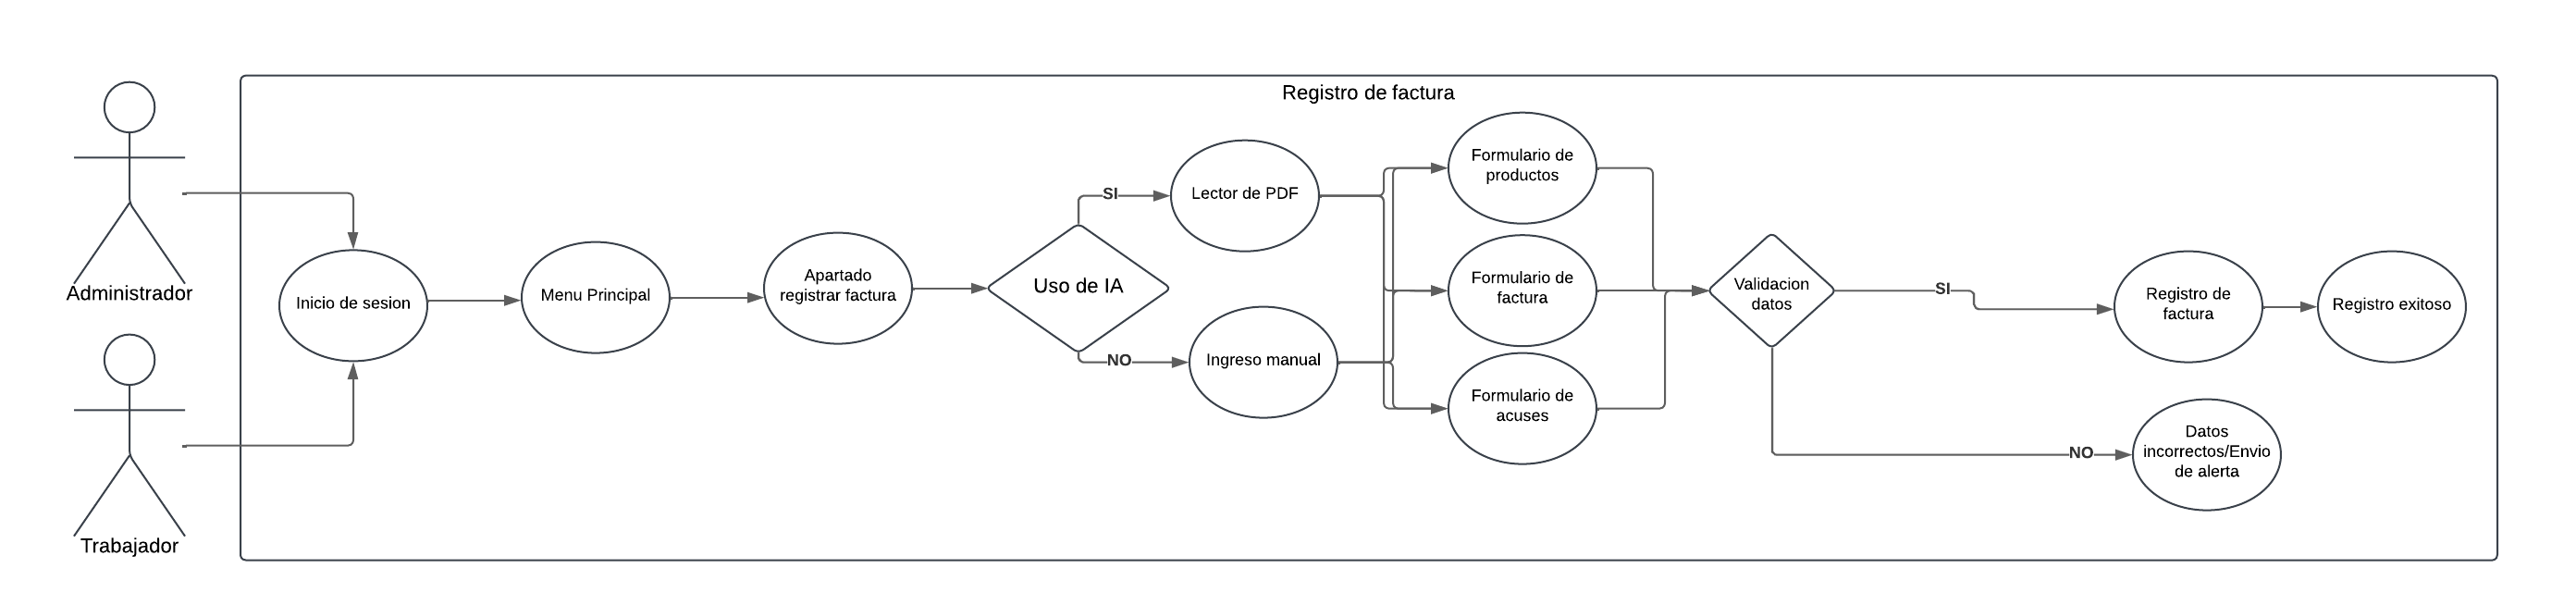 Registro de factura
Administrador
Trabajador
Inicio de sesion
Menu Principal
Apartado
registrar factura
Uso de IA
SI
NO
Lector de PDF
Ingreso manual
Formulario de
productos
Formulario de
factura
Formulario de
acuses
Validacion
datos
SI
NO
Registro de
factura
Registro exitoso
Datos
incorrectos/Envio
de alerta